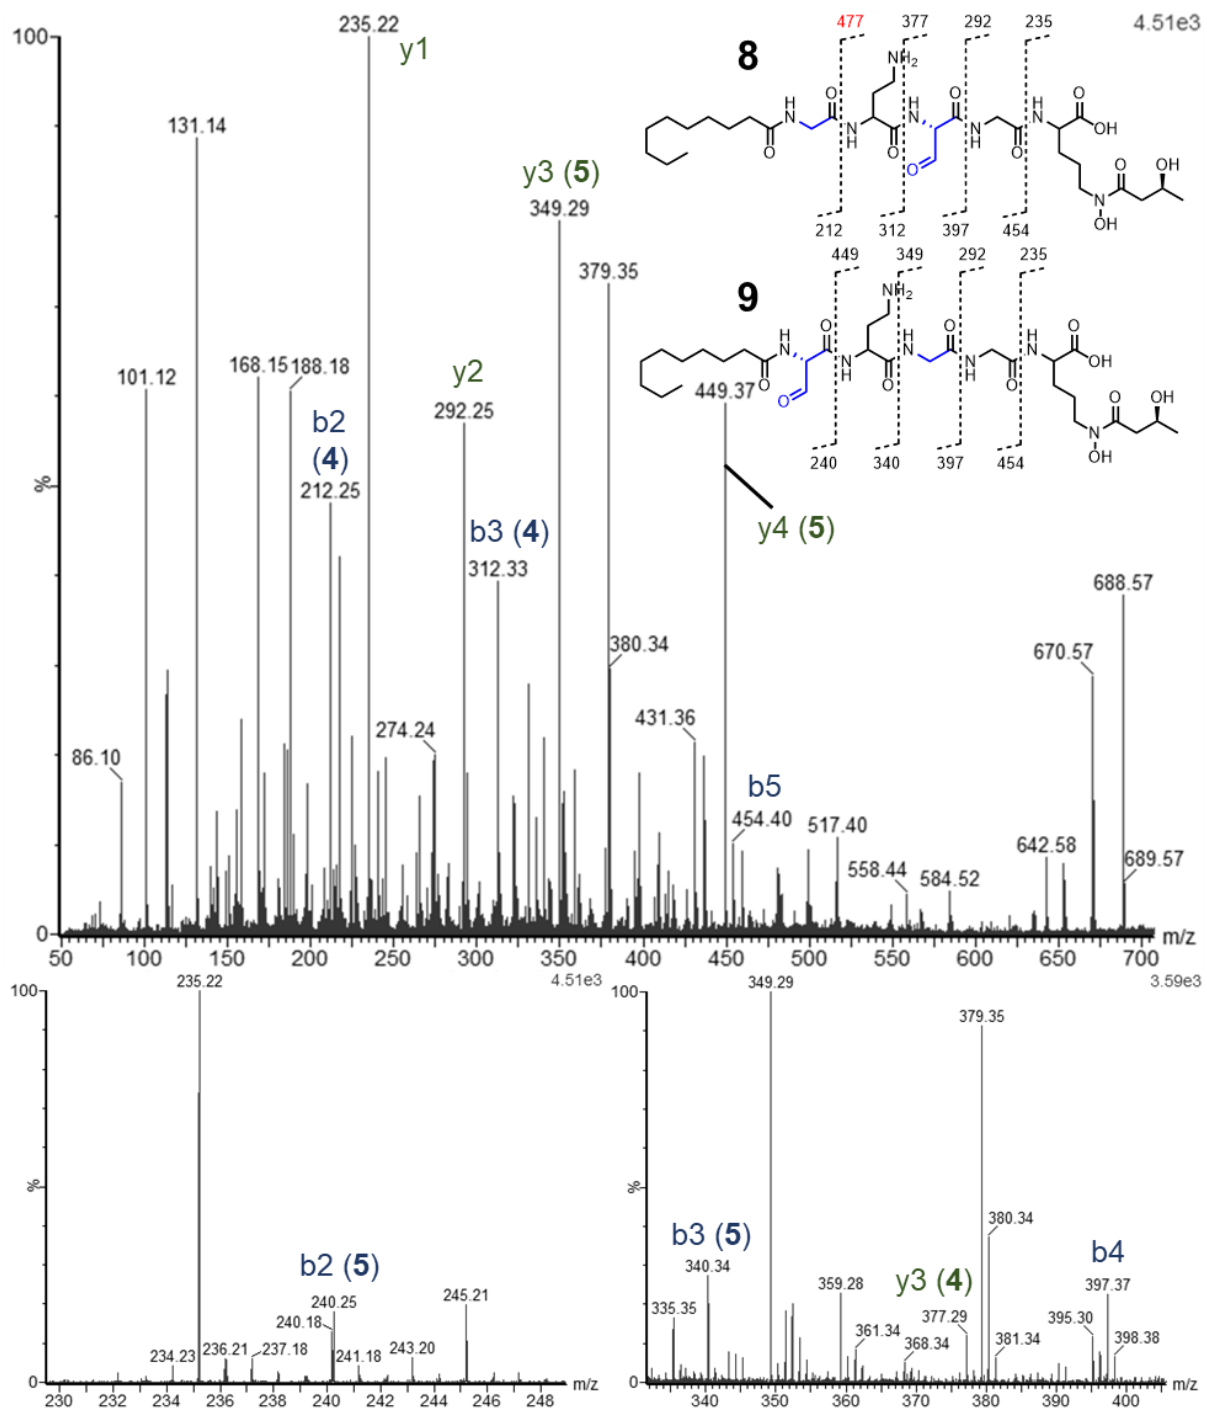 235.22
100
4.51e3
y1
131.14
101.12
168.15
188.18
b2
(4)
212.25
y3 (5)
349.29
379.35
y2
292.25
b3 (4)
312.33
449.37
y4 (5)
688.57
670.57
380.34
431.36
274.24
86.10
b5
454.40
517.40
558.44
584.52
642.58
689.57
%
0
50 100 150 200 250 300 350 400 450 500 550 600 650 700
m/z
8
477 377 292 235
NH2
H N O H N O H N O H N O
O N H O O N H O OH
O OH
N
OH
212 312 397 454
9
449 349 292 235
NH2
H N O H N O H N O
O N H O N H O OH
O
O OH
N
OH
240 340 397 454
235.22
4.51e3
100
%
b2 (5)
240.25
240.18
245.21
234.23
236.21
237.18
241.18
243.20
0
230 232 234 236 238 240 242 244 246 248
m/z
349.29
3.59e3
100
379.35
%
b3 (5)
340.34
335.35
359.28
361.34
368.34
y3 (4)
377.29
380.34
381.34
b4
397.37
395.30
398.38
0
340 350 360 370 380 390 400
m/z